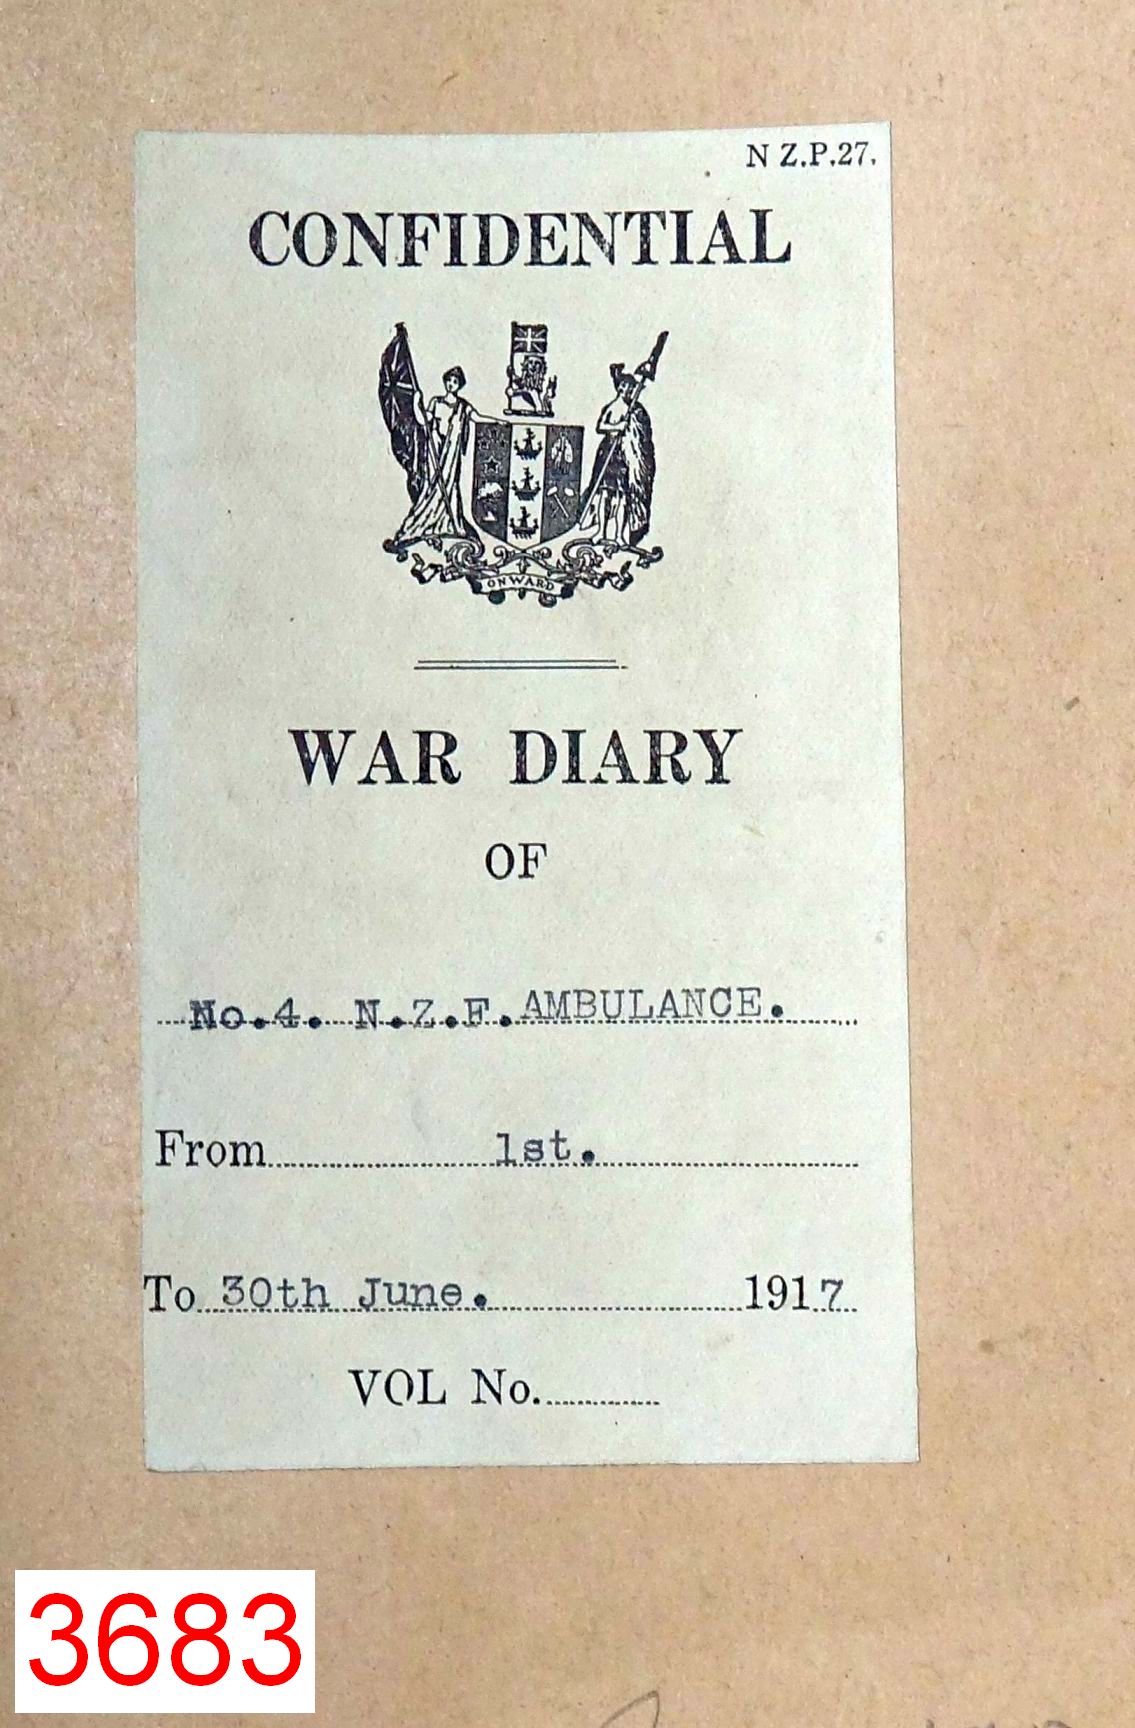 N Z.P.27.
CONFIDENTIAL
ONWARD
WAR DIARY
OF
No.4. N.Z.F.AMBULANCE.
From 1st.
To 30th June. 1917
VOL No.
3683